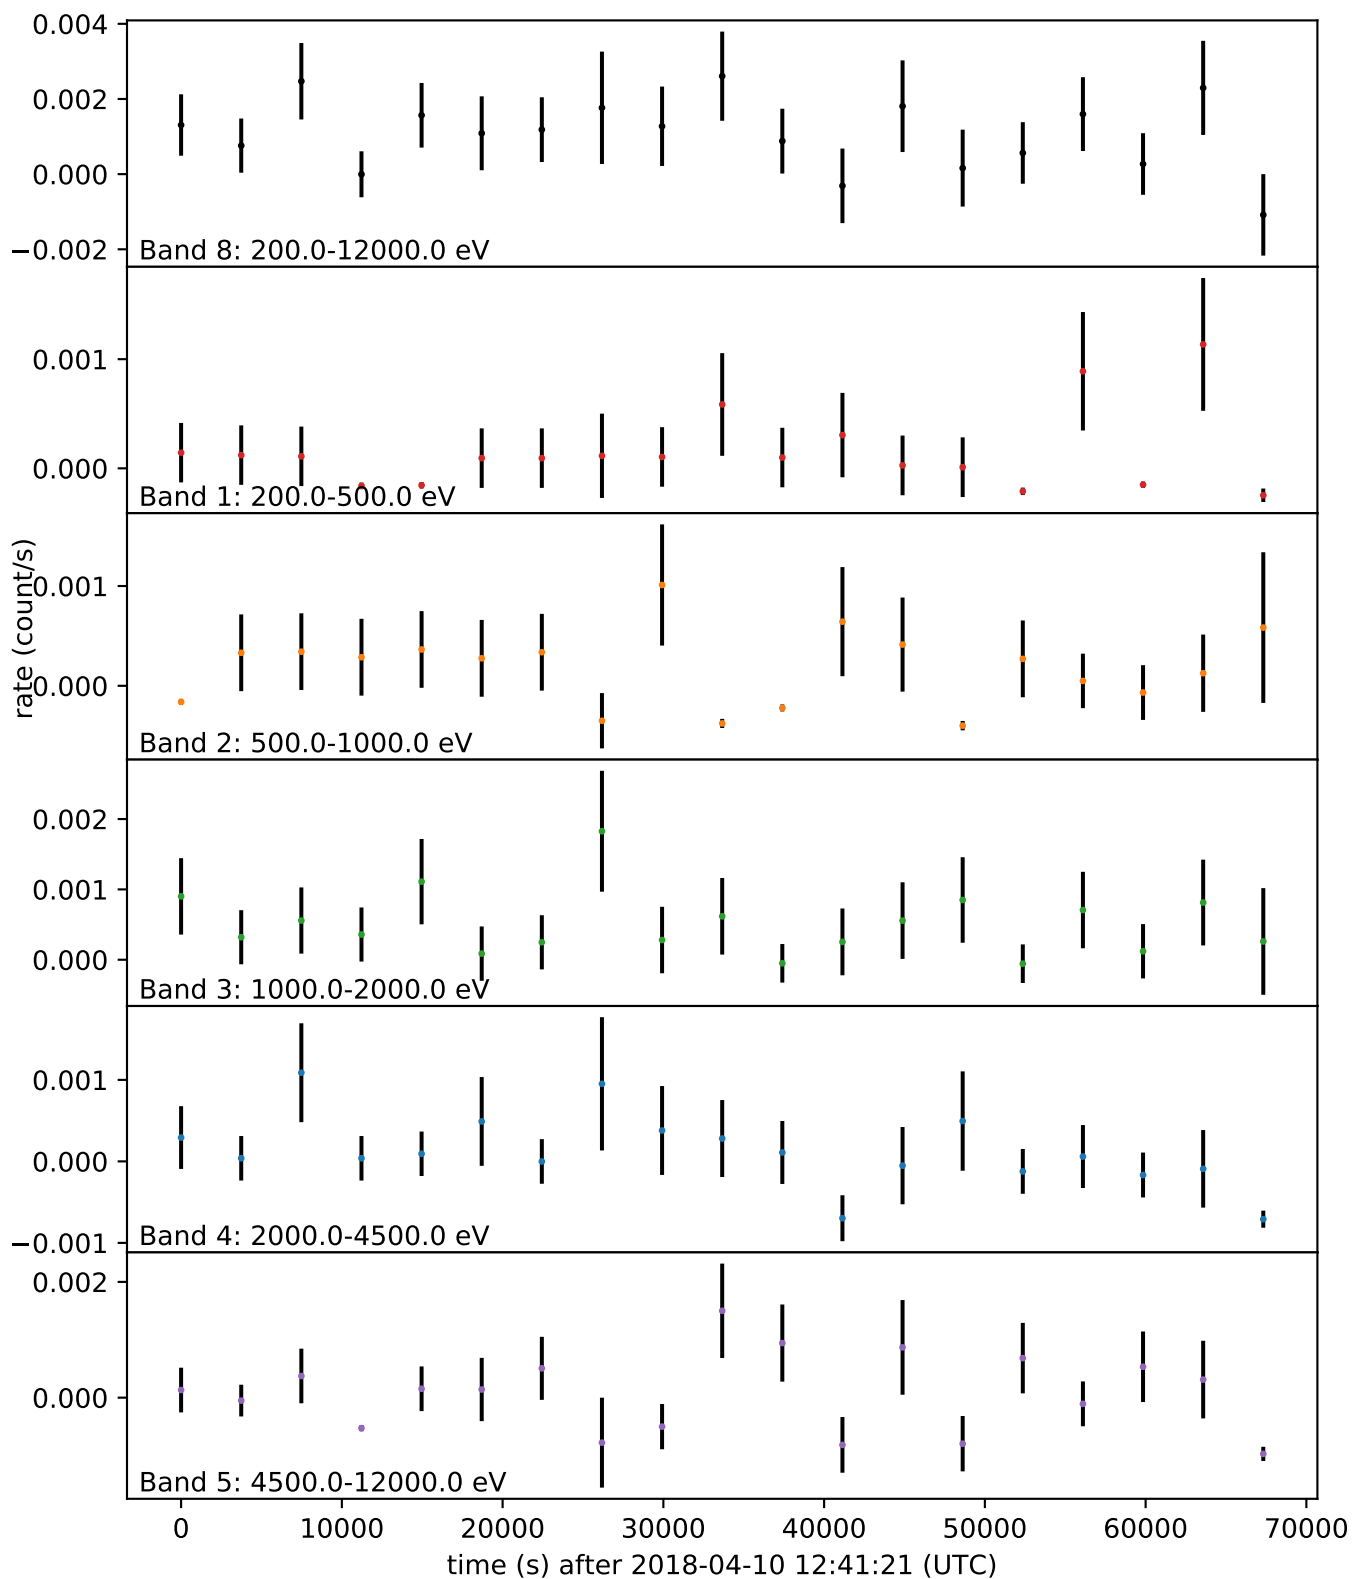 0.004
0.002
0.000
−0.002
Band 8: 200.0-12000.0 eV
0.001
0.000
Band 1: 200.0-500.0 eV
rate (count/s)
0.001
0.000
Band 2: 500.0-1000.0 eV
0.002
0.001
0.000
Band 3: 1000.0-2000.0 eV
0.001
0.000
−0.001
Band 4: 2000.0-4500.0 eV
0.002
0.000
Band 5: 4500.0-12000.0 eV
0 10000 20000 30000 40000 50000 60000 70000
time (s) after 2018-04-10 12:41:21 (UTC)